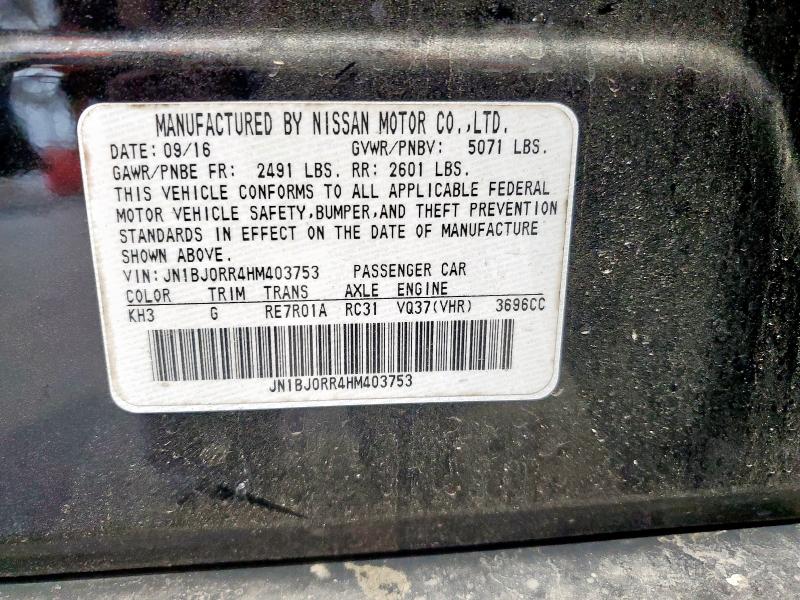 MANUFACTURED BY NISSAN MOTOR CO.,LTD.
DATE: 09/16 GVWR/PNBV: 5071 LBS.
GAWR/PNBE FR: 2491 LBS. RR: 2601 LBS.
THIS VEHICLE CONFORMS TO ALL APPLICABLE FEDERAL
MOTOR VEHICLE SAFETY,BUMPER,AND THEFT PREVENTION
STANDARDS IN EFFECT ON THE DATE OF MANUFACTURE
SHOWN ABOVE.
VIN:JN1BJ0RR4HM403753 PASSENGER CAR
COLOR TRIM TRANS AXLE ENGINE
KH3 G RE7R01A RC31 VQ37(VHR) 3696CC
JN1BJ0RR4HM403753